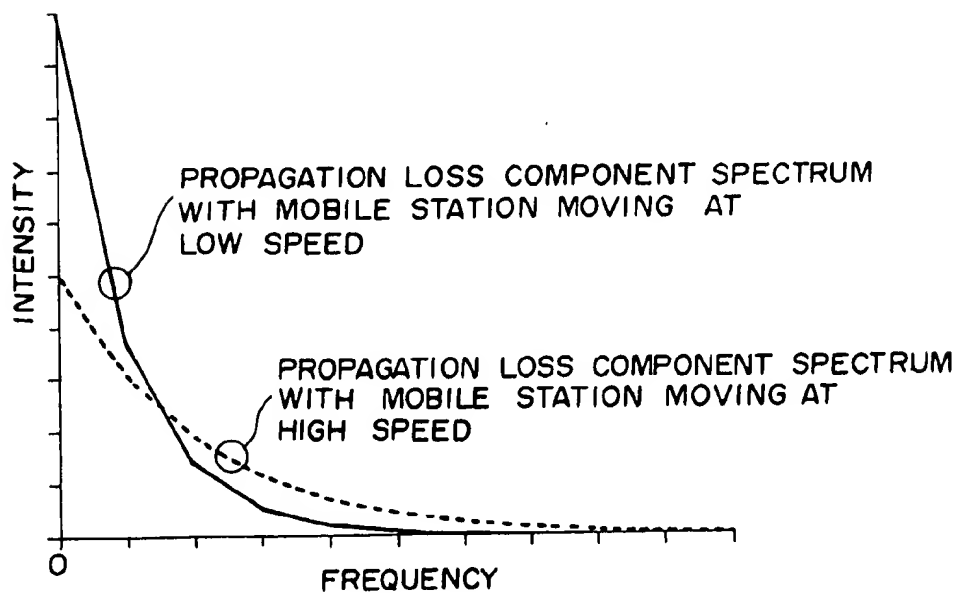 PROPAGATION LOSS COMPONENT SPECTRUM
WITH MOBILE STATION MOVING AT
LOW SPEED
INTENSITY
PROPAGATION LOSS COMPONENT SPECTRUM
WITH MOBILE STATION MOVING AT
HIGH SPEED
0
FREQUENCY